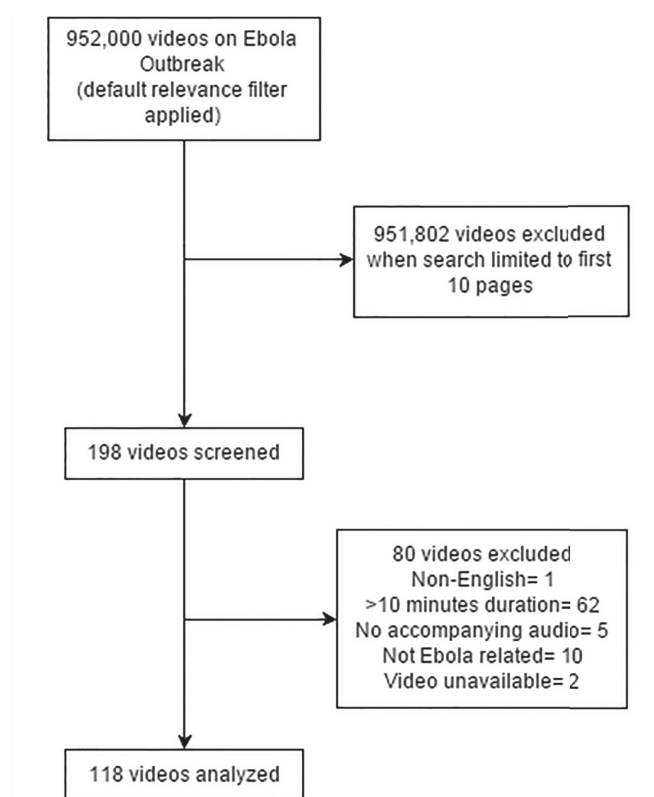 952,000 videos on Ebola
Outbreak
(default relevance filter
applied)
951,802 videos excluded
when search limited to first
10 pages
198 videos screened
80 videos excluded
Non-English= 1
>10 minutes duration= 62
No accompanying audio= 5
Not Ebola related= 10
Video unavailable= 2
118 videos analyzed